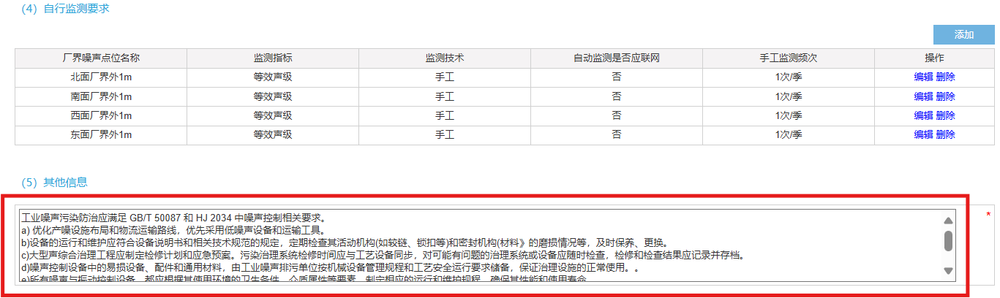 （4）自行监测要求
添加
厂界噪声点位名称 监测指标 监测技术 自动监测是否应联网 手工监测频次 操作
北面厂界外1m 等效声级 手工 否 1次/季 编辑 删除
南面厂界外1m 等效声级 手工 否 1次/季 编辑 删除
西面厂界外1m 等效声级 手工 否 1次/季 编辑 删除
东面厂界外1m 等效声级 手工 否 1次/季 编辑 删除
（5）其他信息
工业噪声污染防治应满足 GB/T 50087 和 HJ 2034 中噪声控制相关要求。
*
a) 优化产噪设施布局和物流运输路线，优先采用低噪声设备和运输工具。
b)设备的运行和维护应符合设备说明书和相关技术规范的规定，定期检查其活动机构(如铰链、锁扣等)和密封机构(材料》的磨损情况等，及时保养、更换。
c)大型声综合治理工程应制定检修计划和应急预案。污染治理系统检修时间应与工艺设备同步，对可能有问题的治理系统或设备应随时检查，检修和检查结果应记录并存档。
d)噪声控制设备中的易损设备、配件和通用材料，由工业噪声排污单位按机械设备管理规程和工艺安全运行要求储备，保证治理设施的正常使用。。
e)所有噪声与振动控制设备，都应根据其使用环境的卫生条件、介质属性等要素，制定相应的运行和维护规程，确保其性能和使用寿命